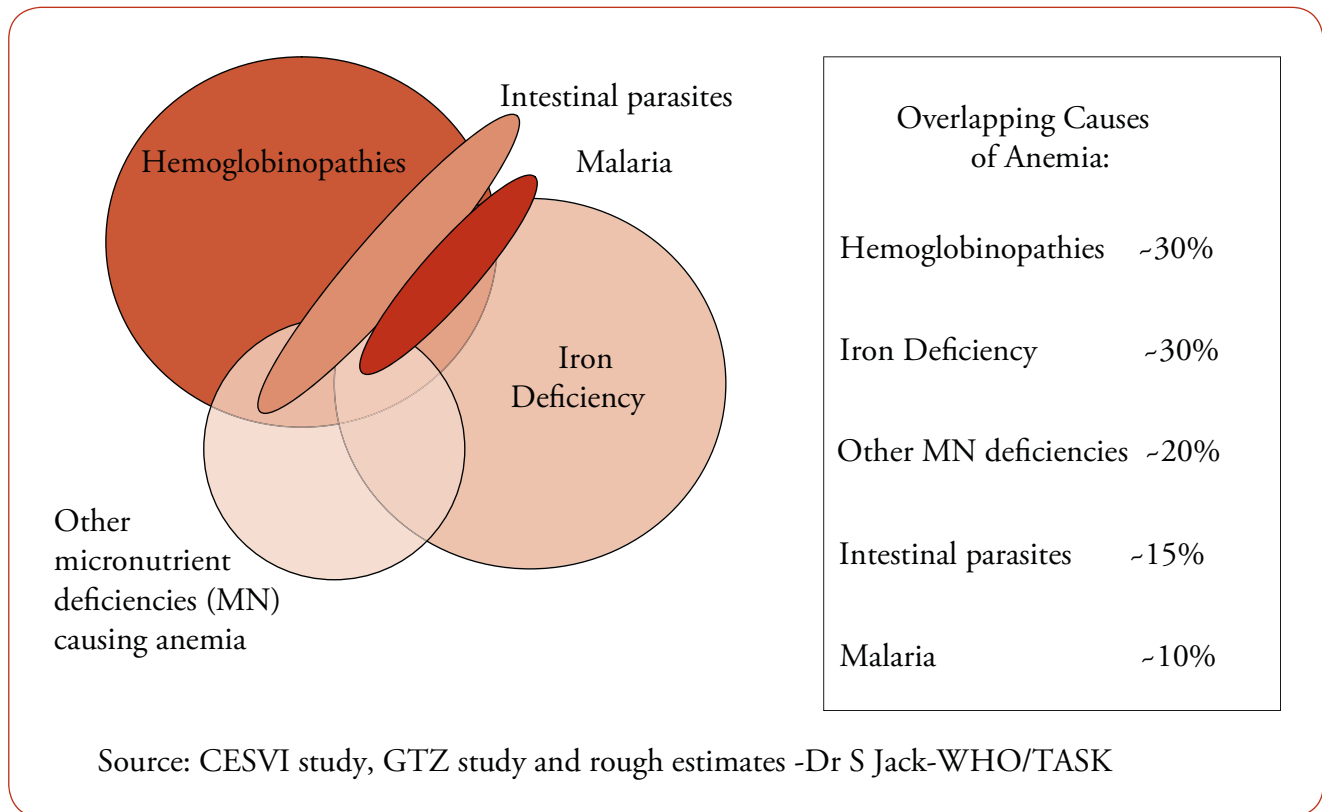 Intestinal parasites
Hemoglobinopathies
Malaria
Iron
Deficiency
Other
micronutrient
deficiencies (MN)
causing anemia
Overlapping Causes
of Anemia:
Hemoglobinopathies ~30%
Iron Deficiency ~30%
Other MN deficiencies ~20%
Intestinal parasites ~15%
Malaria ~10%
Source: CESVI study, GTZ study and rough estimates -Dr S Jack-WHO/TASK